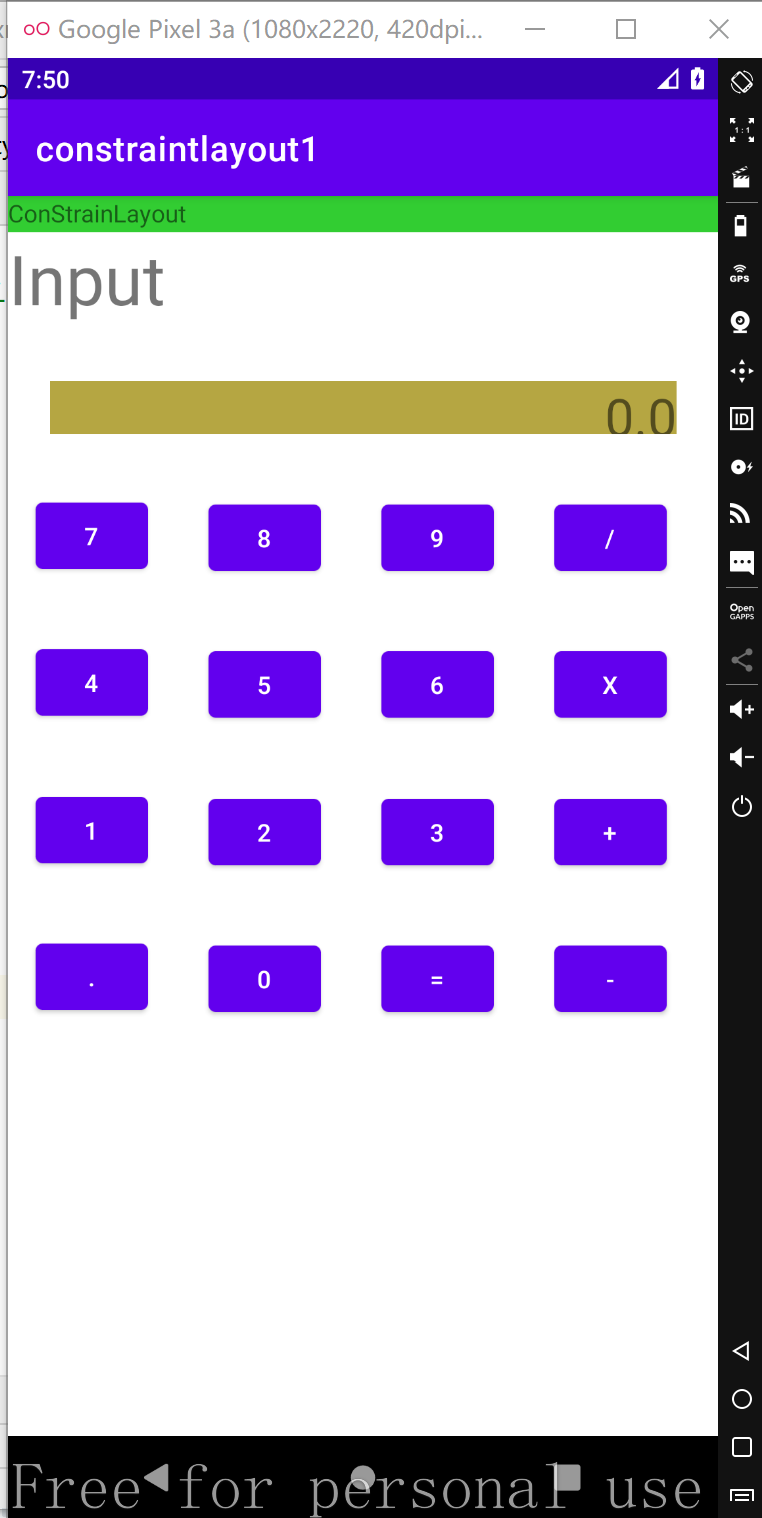 Google Pixel 3a (1080x2220, 420dpi...
7:50
constraintlayout1
ConStrainLayout
Input
0.0
7 8 9 /
4 5 6 X
1 2 3 +
. 0 = -
1:1
GPS
ID
Open
GAPPS
Free for personal use